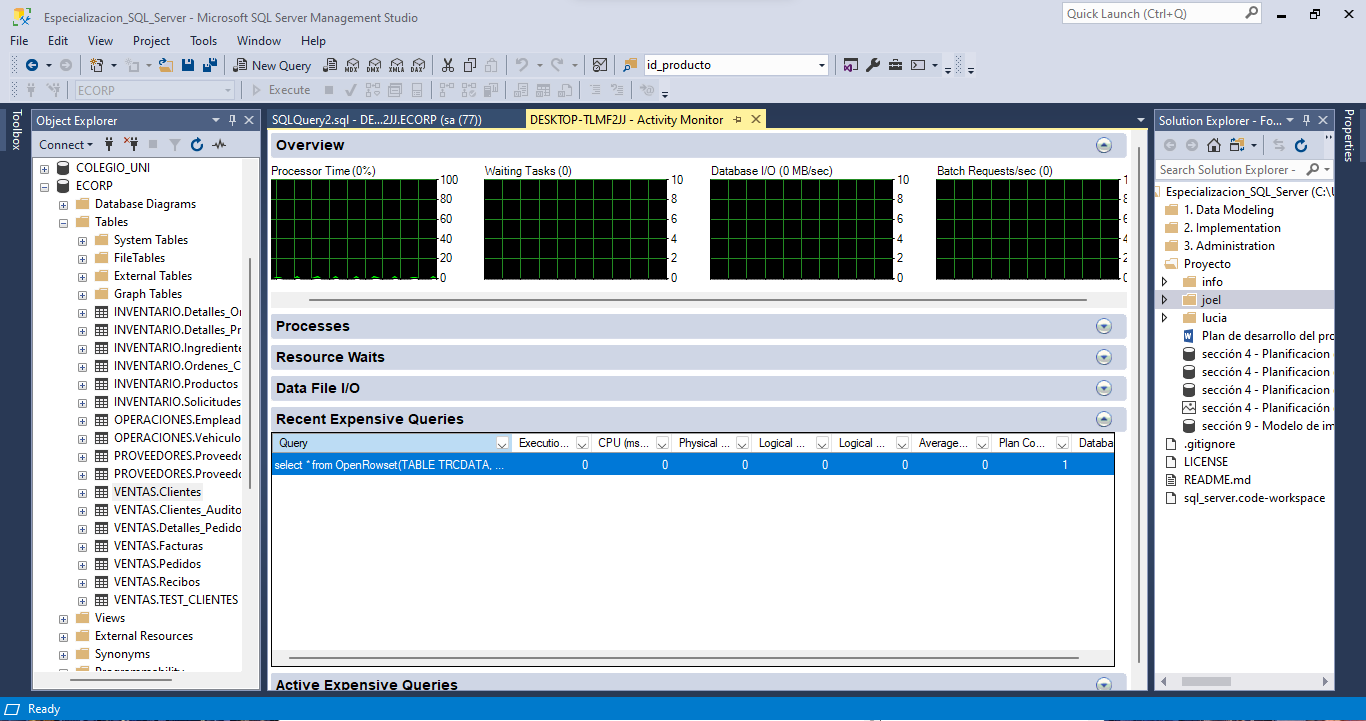 Especializacion_SQL_Server - Microsoft SQL Server Management Studio
Quick Launch (Ctrl+Q)
File Edit View Project Tools Window Help
New Query MDX DMX XMLA DAX id_producto
ECORP Execute
Toolbox
Object Explorer
Connect
COLEGIO_UNI
ECORP
Database Diagrams
Tables
System Tables
FileTables
External Tables
Graph Tables
INVENTARIO.Detalles_Or
INVENTARIO.Detalles_Pr
INVENTARIO.Ingrediente
INVENTARIO.Ordenes_C
INVENTARIO.Productos
INVENTARIO.Solicitudes
OPERACIONES.Emplead
OPERACIONES.Vehiculo
PROVEEDORES.Proveedo
PROVEEDORES.Proveedo
VENTAS.Clientes
VENTAS.Clientes_Audito
VENTAS.Detalles_Pedido
VENTAS.Facturas
VENTAS.Pedidos
VENTAS.Recibos
VENTAS.TEST_CLIENTES
Views
External Resources
Synonyms
Programmability
SQLQuery2.sql - DE...2JJ.ECORP (sa (77))
DESKTOP-TLMF2JJ - Activity Monitor
Overview
Processor Time (0%)
100
80
60
40
20
0
Waiting Tasks (0)
10
8
6
4
2
0
Database I/O (0 MB/sec)
10
8
6
4
2
0
Batch Requests/sec (0)
Processes
Resource Waits
Data File I/O
Recent Expensive Queries
Query Executio... CPU (ms... Physical ... Logical ... Logical ... Average... Plan Co... Databa
select * from OpenRowset(TABLE TRCDATA, ... 0 0 0 0 0 0 1
Active Expensive Queries
Solution Explorer - Fo...
Search Solution Explorer -
Especializacion_SQL_Server (C:\U
1. Data Modeling
2. Implementation
3. Administration
Proyecto
info
joel
lucia
Plan de desarrollo del pro
sección 4 - Planificacion
sección 4 - Planificacion
sección 4 - Planificacion
sección 4 - Planificación
sección 9 - Modelo de im
.gitignore
LICENSE
README.md
sql_server.code-workspace
Properties
Ready